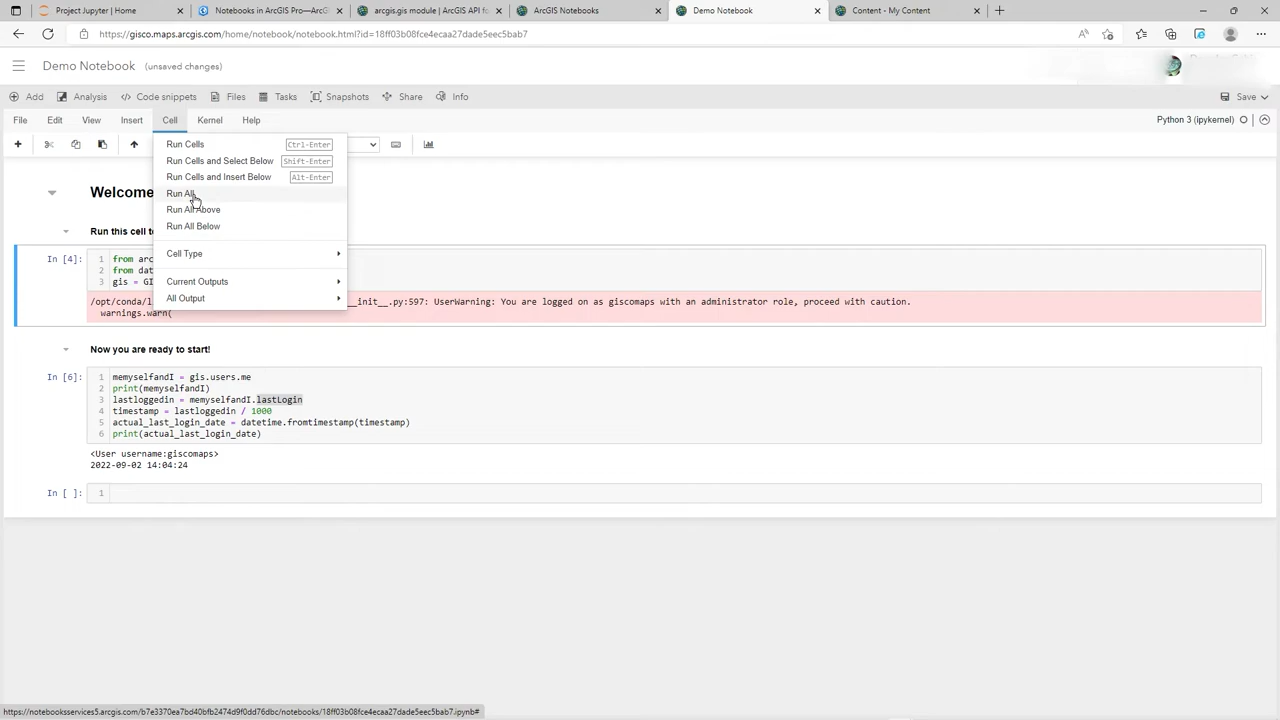 Project Jupyter | Home
Notebooks in ArcGIS Pro—ArcGIS
arcgis.gis module | ArcGIS API fo
ArcGIS Notebooks
Demo Notebook
Content - My Content
https://gisco.maps.arcgis.com/home/notebook/notebook.html?id=18ff03b08fce4ecaa27dade5eec5bab7
Demo Notebook (unsaved changes)
Add Analysis Code snippets Files Tasks Snapshots Share Info Save
File Edit View Insert Cell Kernel Help Python 3 (ipykernel)
Run Cells Ctrl-Enter
Run Cells and Select Below Shift-Enter
Run Cells and Insert Below Alt-Enter
Run All
Run All Above
Run All Below
Cell Type
Current Outputs
All Output
Welcome
Run this cell t
In [4]:
1 from arc
2 from dat
3 gis = GI
/opt/conda/l __init__.py:597: UserWarning: You are logged on as giscomaps with an administrator role, proceed with caution.
warnings.warn(
Now you are ready to start!
In [6]:
1 memyselfandI = gis.users.me
2 print(memyselfandI)
3 lastloggedin = memyselfandI.lastLogin
4 timestamp = lastloggedin / 1000
5 actual_last_login_date = datetime.fromtimestamp(timestamp)
6 print(actual_last_login_date)
<User username:giscomaps>
2022-09-02 14:04:24
In [ ]: 1
https://notebooksservices5.arcgis.com/b7e3370ea7bd40bfb2474d9f0dd76dbc/notebooks/18ff03b08fce4ecaa27dade5eec5bab7.ipynb#